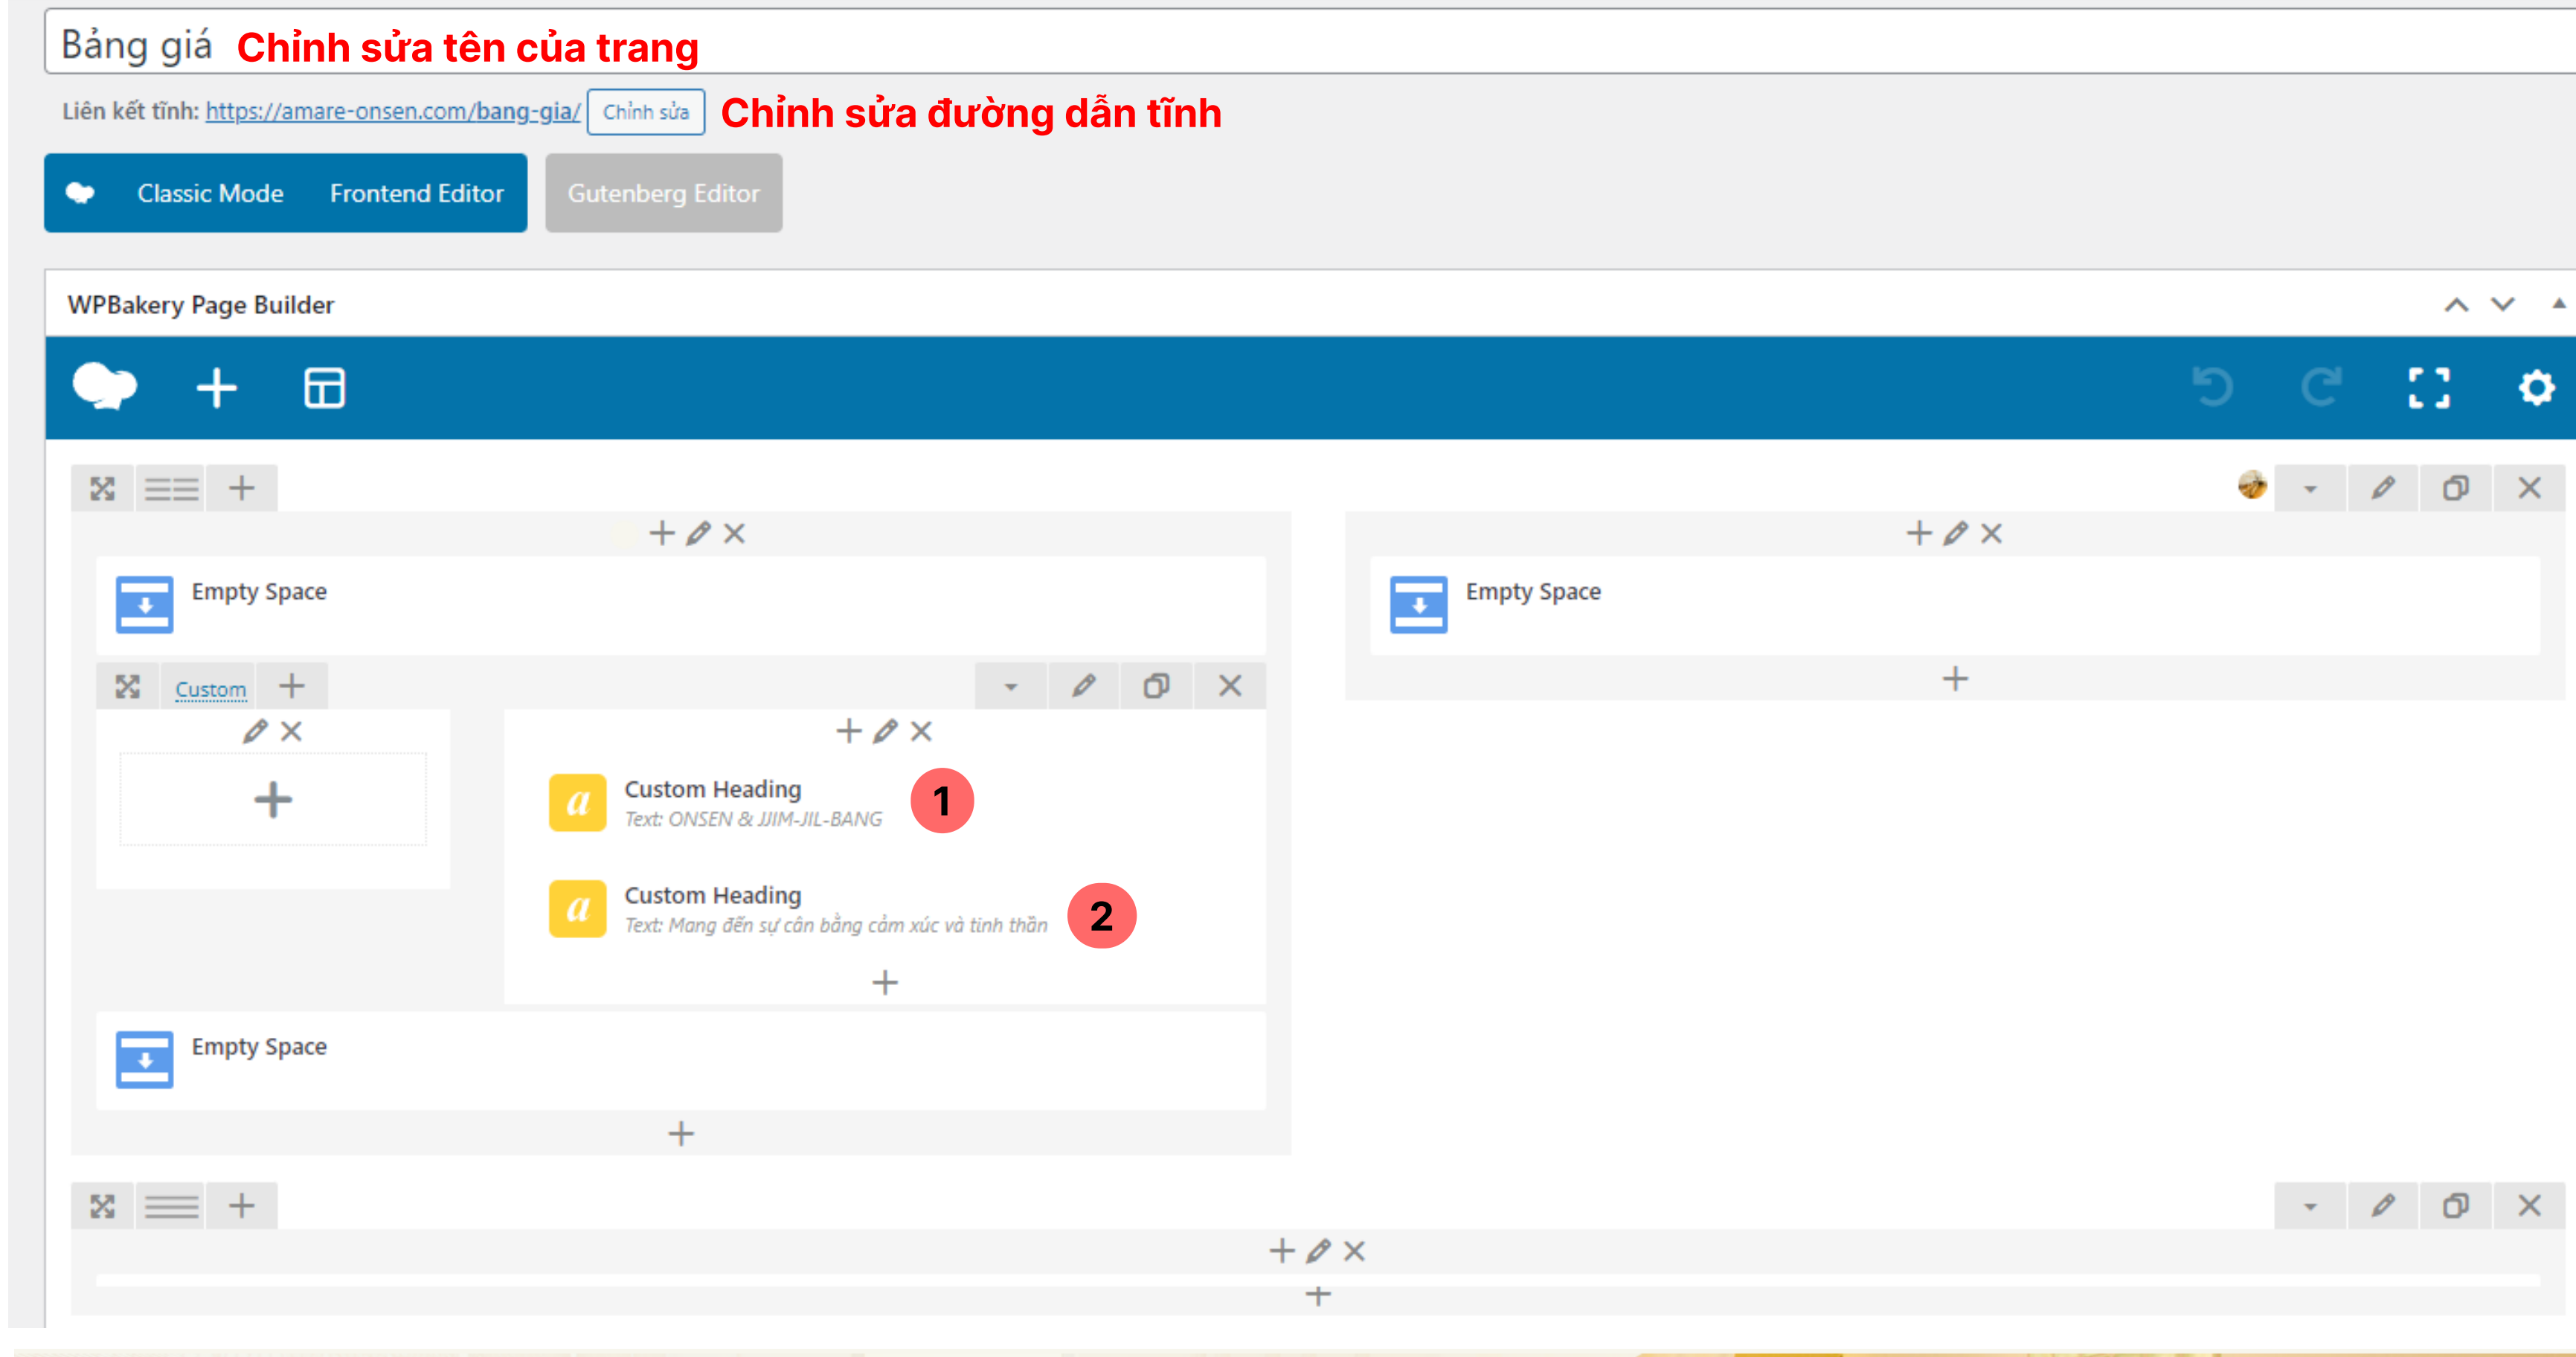 Bảng giá Chỉnh sửa tên của trang
Liên kết tĩnh: https://amare-onsen.com/bang-gia/ Chỉnh sửa Chỉnh sửa đường dẫn tĩnh
Classic Mode Frontend Editor Gutenberg Editor
WPBakery Page Builder
Empty Space
Empty Space
Custom
Custom Heading
Text: ONSEN & JJIM-JIL-BANG
1
Custom Heading
Text: Mang đến sự cân bằng cảm xúc và tinh thần
2
Empty Space